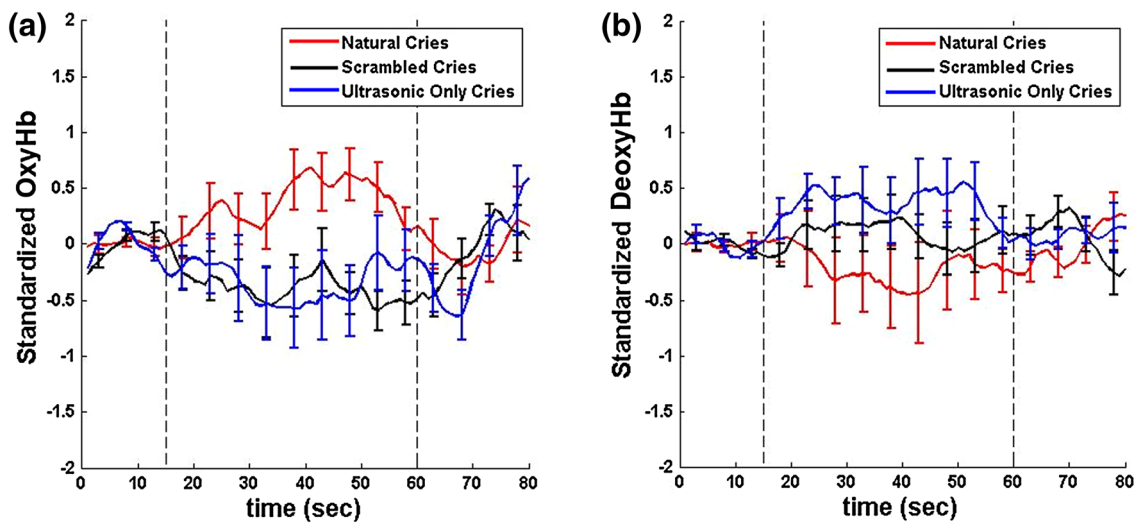 (a)
2
1.5
1
0.5
0
-0.5
-1
-1.5
-2
Standardized OxyHb
Natural Cries
Scrambled Cries
Ultrasonic Only Cries
0 10 20 30 40 50 60 70 80
time (sec)
(b)
2
1.5
1
0.5
0
-0.5
-1
-1.5
-2
Standardized DeoxyHb
Natural Cries
Scrambled Cries
Ultrasonic Only Cries
0 10 20 30 40 50 60 70 80
time (sec)